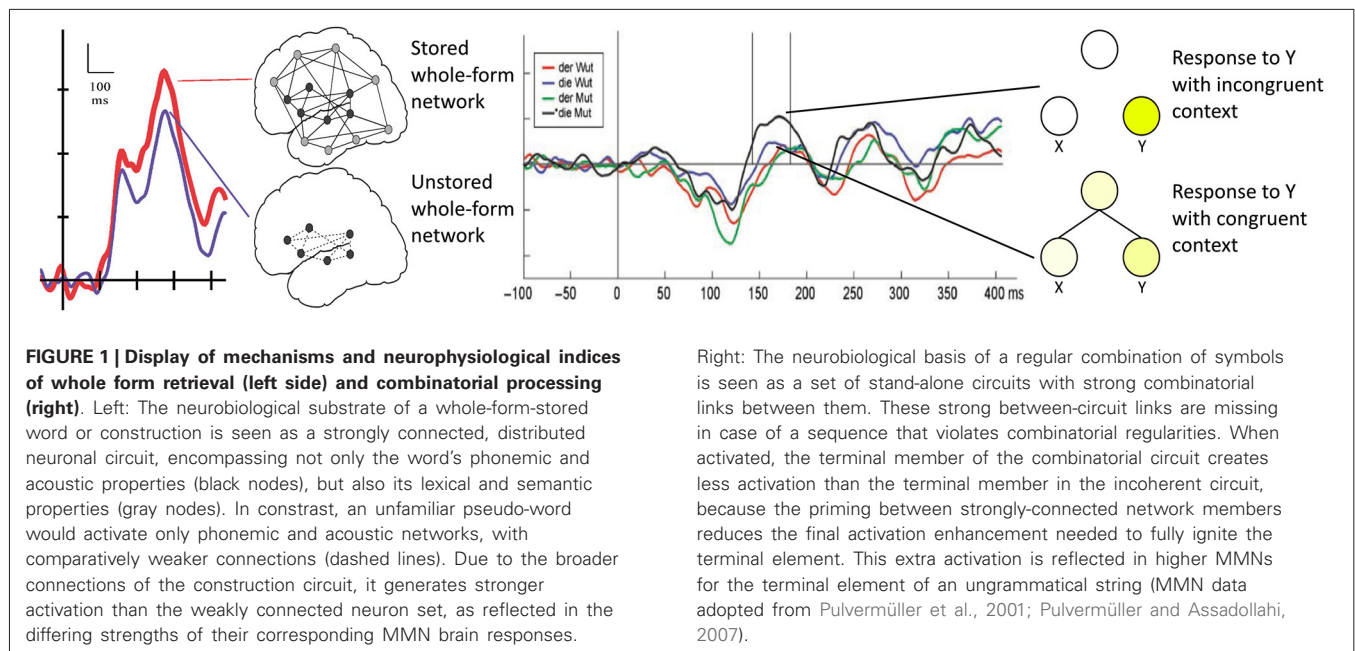 100
ms
Stored
whole-form
network
Unstored
whole-form
network
der Wut
die Wut
der Mut
*die Mut
-100 -50 0 50 100 150 200 250 300 350 400 ms
Response to Y
with incongruent
context
X Y
Response to Y
with congruent
context
X Y
FIGURE 1 | Display of mechanisms and neurophysiological indices
of whole form retrieval (left side) and combinatorial processing
(right). Left: The neurobiological substrate of a whole-form-stored
word or construction is seen as a strongly connected, distributed
neuronal circuit, encompassing not only the word's phonemic and
acoustic properties (black nodes), but also its lexical and semantic
properties (gray nodes). In constrast, an unfamiliar pseudo-word
would activate only phonemic and acoustic networks, with
comparatively weaker connections (dashed lines). Due to the broader
connections of the construction circuit, it generates stronger
activation than the weakly connected neuron set, as reflected in the
differing strengths of their corresponding MMN brain responses.
Right: The neurobiological basis of a regular combination of symbols
is seen as a set of stand-alone circuits with strong combinatorial
links between them. These strong between-circuit links are missing
in case of a sequence that violates combinatorial regularities. When
activated, the terminal member of the combinatorial circuit creates
less activation than the terminal member in the incoherent circuit,
because the priming between strongly-connected network members
reduces the final activation enhancement needed to fully ignite the
terminal element. This extra activation is reflected in higher MMNs
for the terminal element of an ungrammatical string (MMN data
adopted from Pulvermüller et al., 2001; Pulvermüller and Assadollahi,
2007).